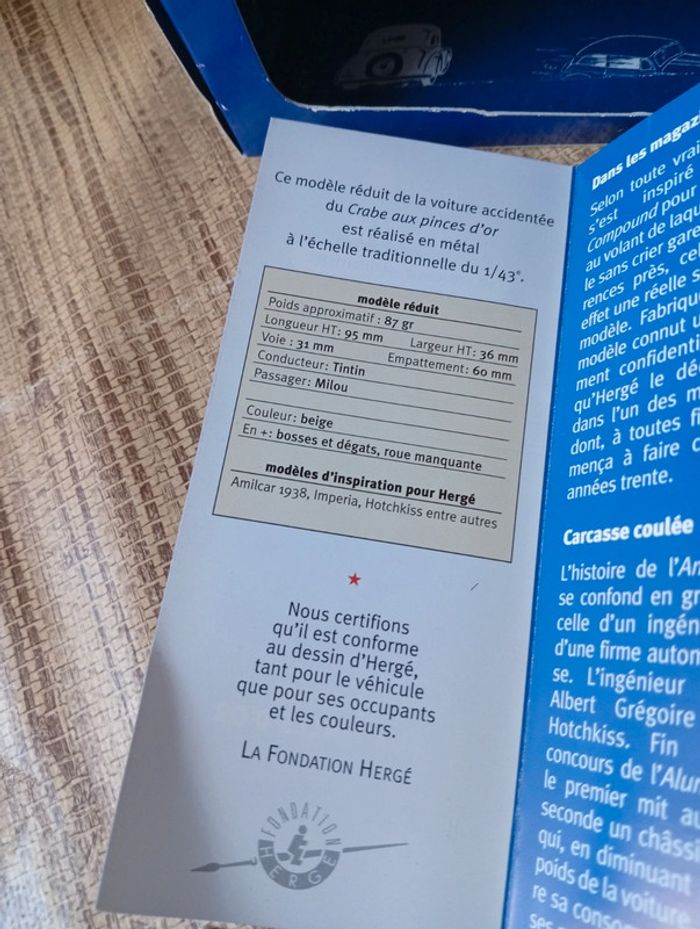 Ce modèle réduit de la voiture accidentée
du Crabe aux pinces d'or
est réalisé en métal
à l'échelle traditionnelle du 1/43e.
modèle réduit
Poids approximatif : 87 gr
Longueur HT: 95 mm Largeur HT: 36 mm
Voie : 31 mm Empattement: 60 mm
Conducteur: Tintin
Passager: Milou
Couleur: beige
En +: bosses et dégats, roue manquante
modèles d'inspiration pour Hergé
Amilcar 1938, Imperia, Hotchkiss entre autres
Nous certifions
qu'il est conforme
au dessin d'Hergé,
tant pour le véhicule
que pour ses occupants
et les couleurs.
LA FONDATION HERGÉ
FONDATION
HERGÉ
Dans les magaz
Selon toute vrai
s'est inspiré
Compound pour
au volant de laq
le sans crier gare
rences près, cel
effet une réelle s
modèle. Fabriqu
modèle connut u
ment confidenti
qu'Hergé le dé
dans l'un des m
dont, à toutes fi
mença à faire c
années trente.
Carcasse coulée
L'histoire de l'Am
se confond en gr
celle d'un ingén
d'une firme auton
se. L'ingénieur
Albert Grégoire
Hotchkiss. Fin
concours de l'Alu
le premier mit au
seconde un châssi
qui, en diminuant
poids de la voiture
re sa conso